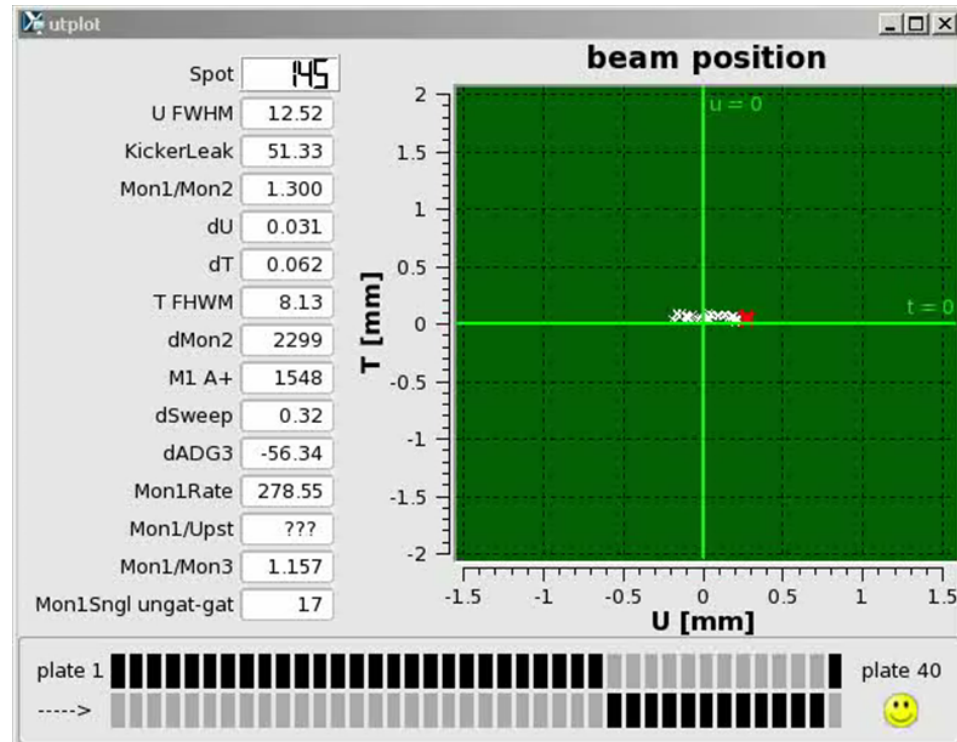 utplot
beam position
Spot 145
U FWHM 12.52
KickerLeak 51.33
Mon1/Mon2 1.300
dU 0.031
dT 0.062
T FHWM 8.13
dMon2 2299
M1 A+ 1548
dSweep 0.32
dADG3 -56.34
Mon1Rate 278.55
Mon1/Upst ???
Mon1/Mon3 1.157
Mon1Sngl ungat-gat 17
T [mm]
2
1.5
1
0.5
0
-0.5
-1
-1.5
-2
u = 0
t = 0
-1.5 -1 -0.5 0 0.5 1 1.5
U [mm]
plate 1 plate 40
----->